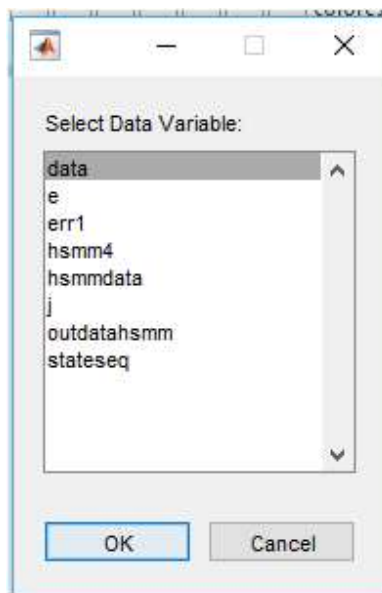 Select Data Variable:
data
e
err1
hsmm4
hsmmdata
j
outdatahsmm
stateseq
OK Cancel